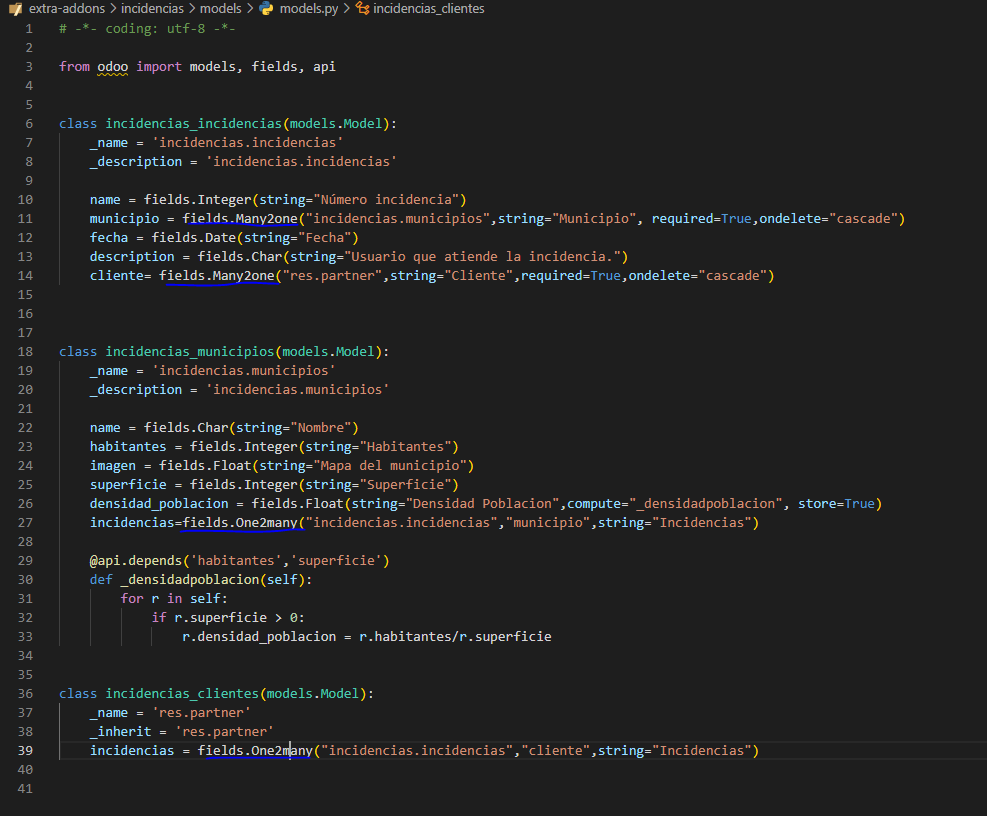 extra-addons > incidencias > models > models.py > incidencias_clientes
1 # -*- coding: utf-8 -*-
2
3 from odoo import models, fields, api
4
5
6 class incidencias_incidencias(models.Model):
7 _name = 'incidencias.incidencias'
8 _description = 'incidencias.incidencias'
9
10 name = fields.Integer(string="Número incidencia")
11 municipio = fields.Many2one("incidencias.municipios",string="Municipio", required=True,ondelete="cascade")
12 fecha = fields.Date(string="Fecha")
13 description = fields.Char(string="Usuario que atiende la incidencia.")
14 cliente= fields.Many2one("res.partner",string="Cliente",required=True,ondelete="cascade")
15
16
17
18 class incidencias_municipios(models.Model):
19 _name = 'incidencias.municipios'
20 _description = 'incidencias.municipios'
21
22 name = fields.Char(string="Nombre")
23 habitantes = fields.Integer(string="Habitantes")
24 imagen = fields.Float(string="Mapa del municipio")
25 superficie = fields.Integer(string="Superficie")
26 densidad_poblacion = fields.Float(string="Densidad Poblacion",compute="_densidadpoblacion", store=True)
27 incidencias=fields.One2many("incidencias.incidencias","municipio",string="Incidencias")
28
29 @api.depends('habitantes','superficie')
30 def _densidadpoblacion(self):
31 for r in self:
32 if r.superficie > 0:
33 r.densidad_poblacion = r.habitantes/r.superficie
34
35
36 class incidencias_clientes(models.Model):
37 _name = 'res.partner'
38 _inherit = 'res.partner'
39 incidencias = fields.One2many("incidencias.incidencias","cliente",string="Incidencias")
40
41